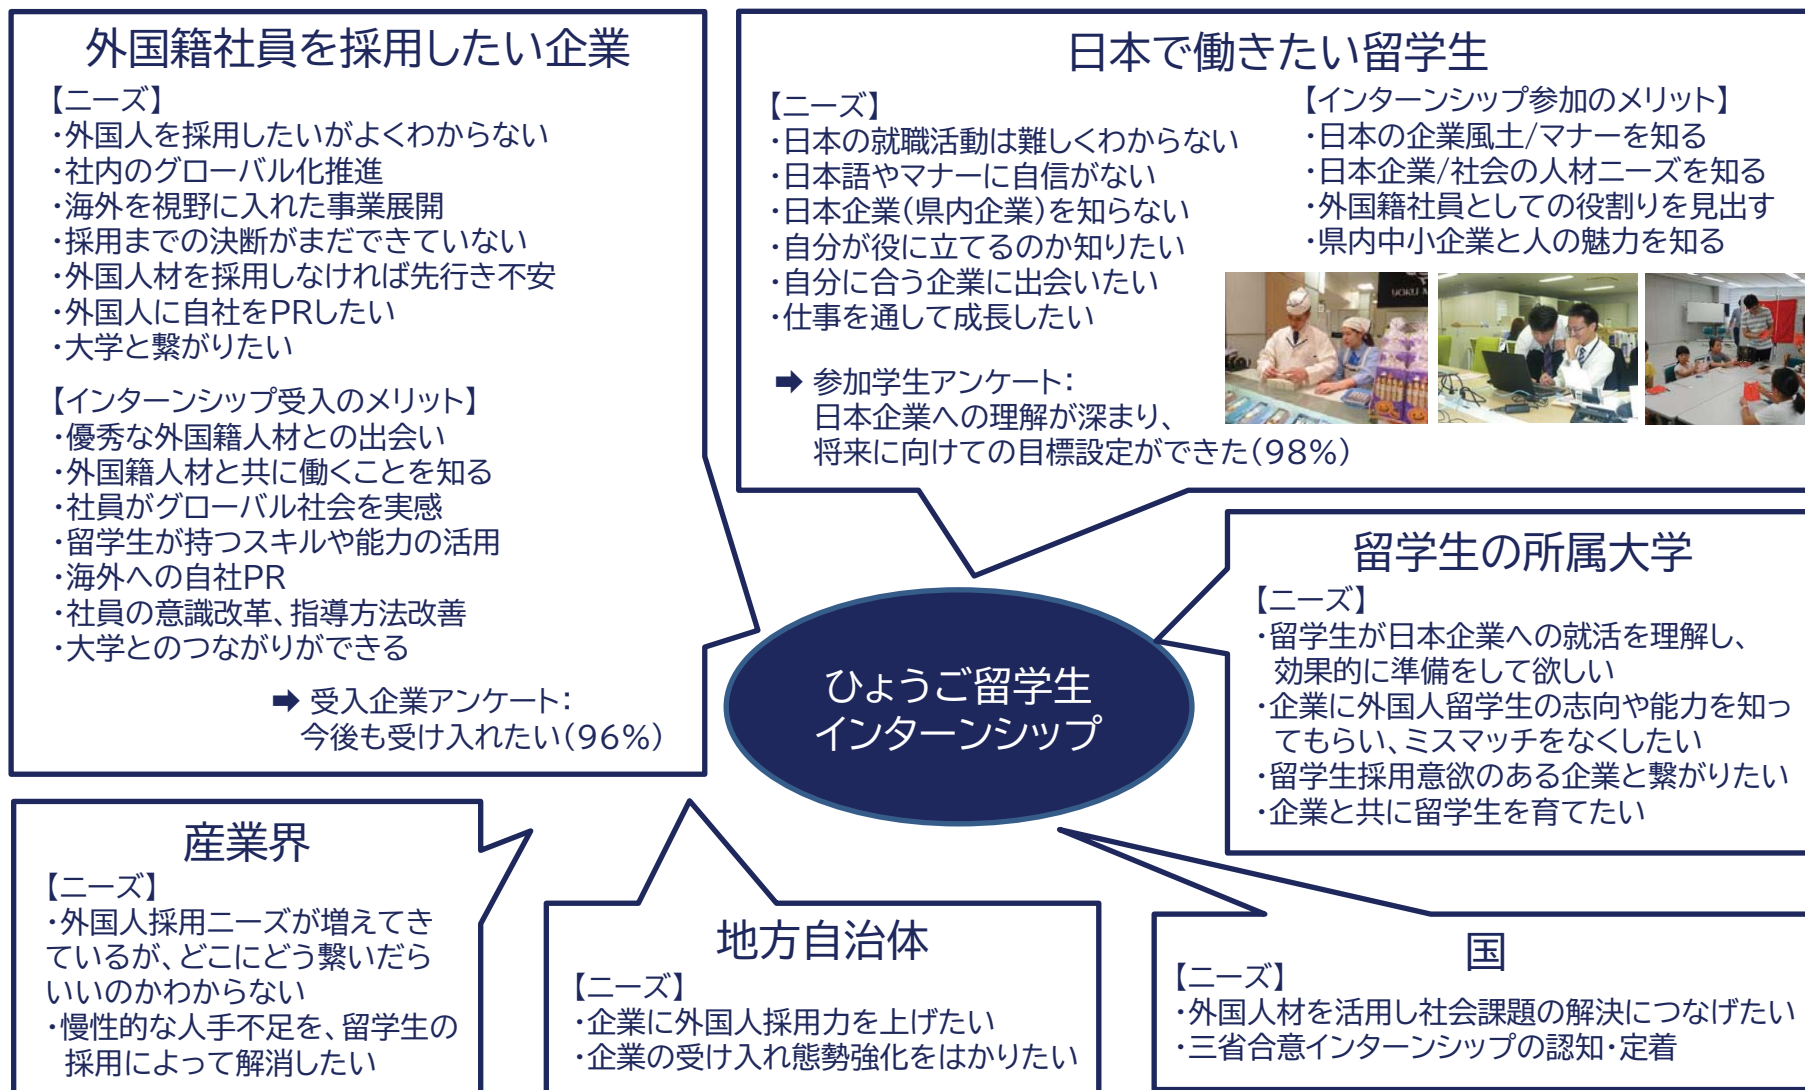 外国籍社員を採用したい企業
【ニーズ】
・外国人を採用したいがよくわからない
・社内のグローバル化推進
・海外を視野に入れた事業展開
・採用までの決断がまだできていない
・外国人材を採用しなければ先行き不安
・外国人に自社をPRしたい
・大学と繋がりたい
【インターンシップ受入のメリット】
・優秀な外国籍人材との出会い
・外国籍人材と共に働くことを知る
・社員がグローバル社会を実感
・留学生が持つスキルや能力の活用
・海外への自社PR
・社員の意識改革、指導方法改善
・大学とのつながりができる
➡ 受入企業アンケート：
今後も受け入れたい（96%）
日本で働きたい留学生
【ニーズ】
・日本の就職活動は難しくわからない
・日本語やマナーに自信がない
・日本企業（県内企業）を知らない
・自分が役に立てるのか知りたい
・自分に合う企業に出会いたい
・仕事を通して成長したい
➡ 参加学生アンケート：
日本企業への理解が深まり、
将来に向けての目標設定ができた（98%）
【インターンシップ参加のメリット】
・日本の企業風土/マナーを知る
・日本企業/社会の人材ニーズを知る
・外国籍社員としての役割りを見出す
・県内中小企業と人の魅力を知る
ひょうご留学生
インターンシップ
留学生の所属大学
【ニーズ】
・留学生が日本企業への就活を理解し、
効果的に準備をして欲しい
・企業に外国人留学生の志向や能力を知っ
てもらい、ミスマッチをなくしたい
・留学生採用意欲のある企業と繋がりたい
・企業と共に留学生を育てたい
産業界
【ニーズ】
・外国人採用ニーズが増えてき
ているが、どこにどう繋いだら
いいのかわからない
・慢性的な人手不足を、留学生の
採用によって解消したい
地方自治体
【ニーズ】
・企業に外国人採用力を上げたい
・企業の受け入れ態勢強化をはかりたい
国
【ニーズ】
・外国人材を活用し社会課題の解決につなげたい
・三省合意インターンシップの認知・定着